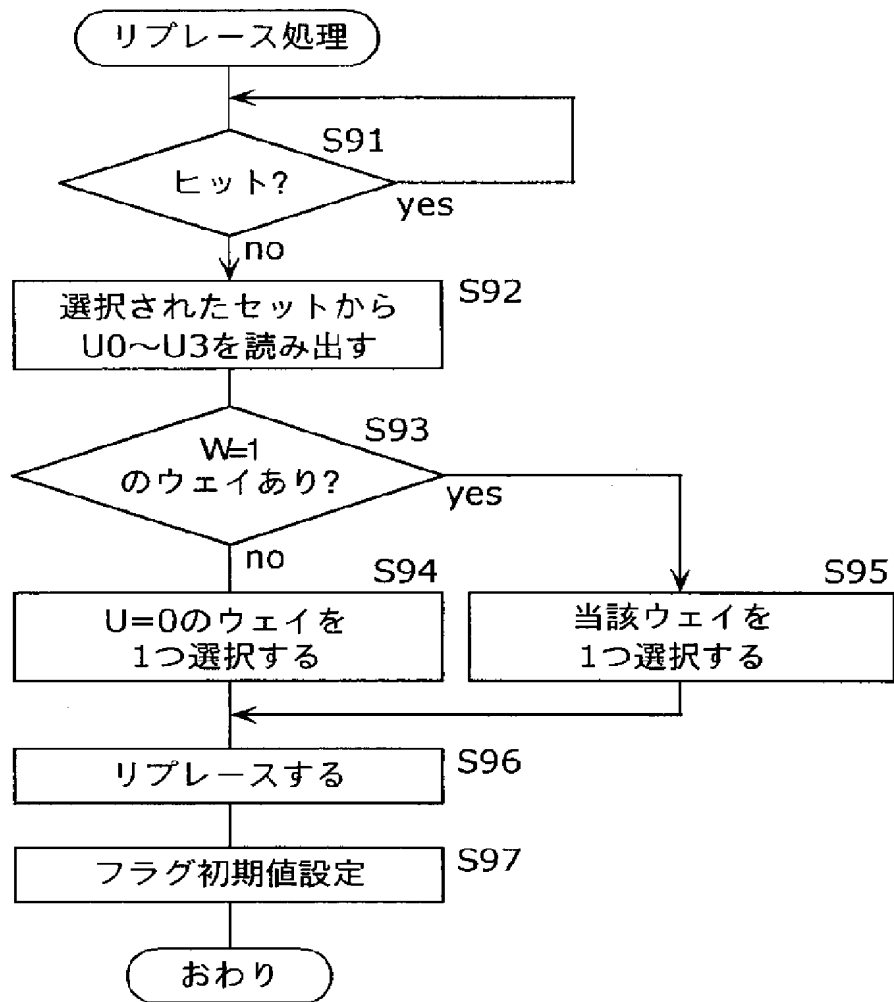 リプレース処理
S91
ヒット?
yes
no
S92
選択されたセットから
U0～U3を読み出す
S93
W=1
のウェイあり?
yes
no
S94
U=0のウェイを
1つ選択する
S95
当該ウェイを
1つ選択する
リプレースする
S96
フラグ初期値設定
S97
おわり